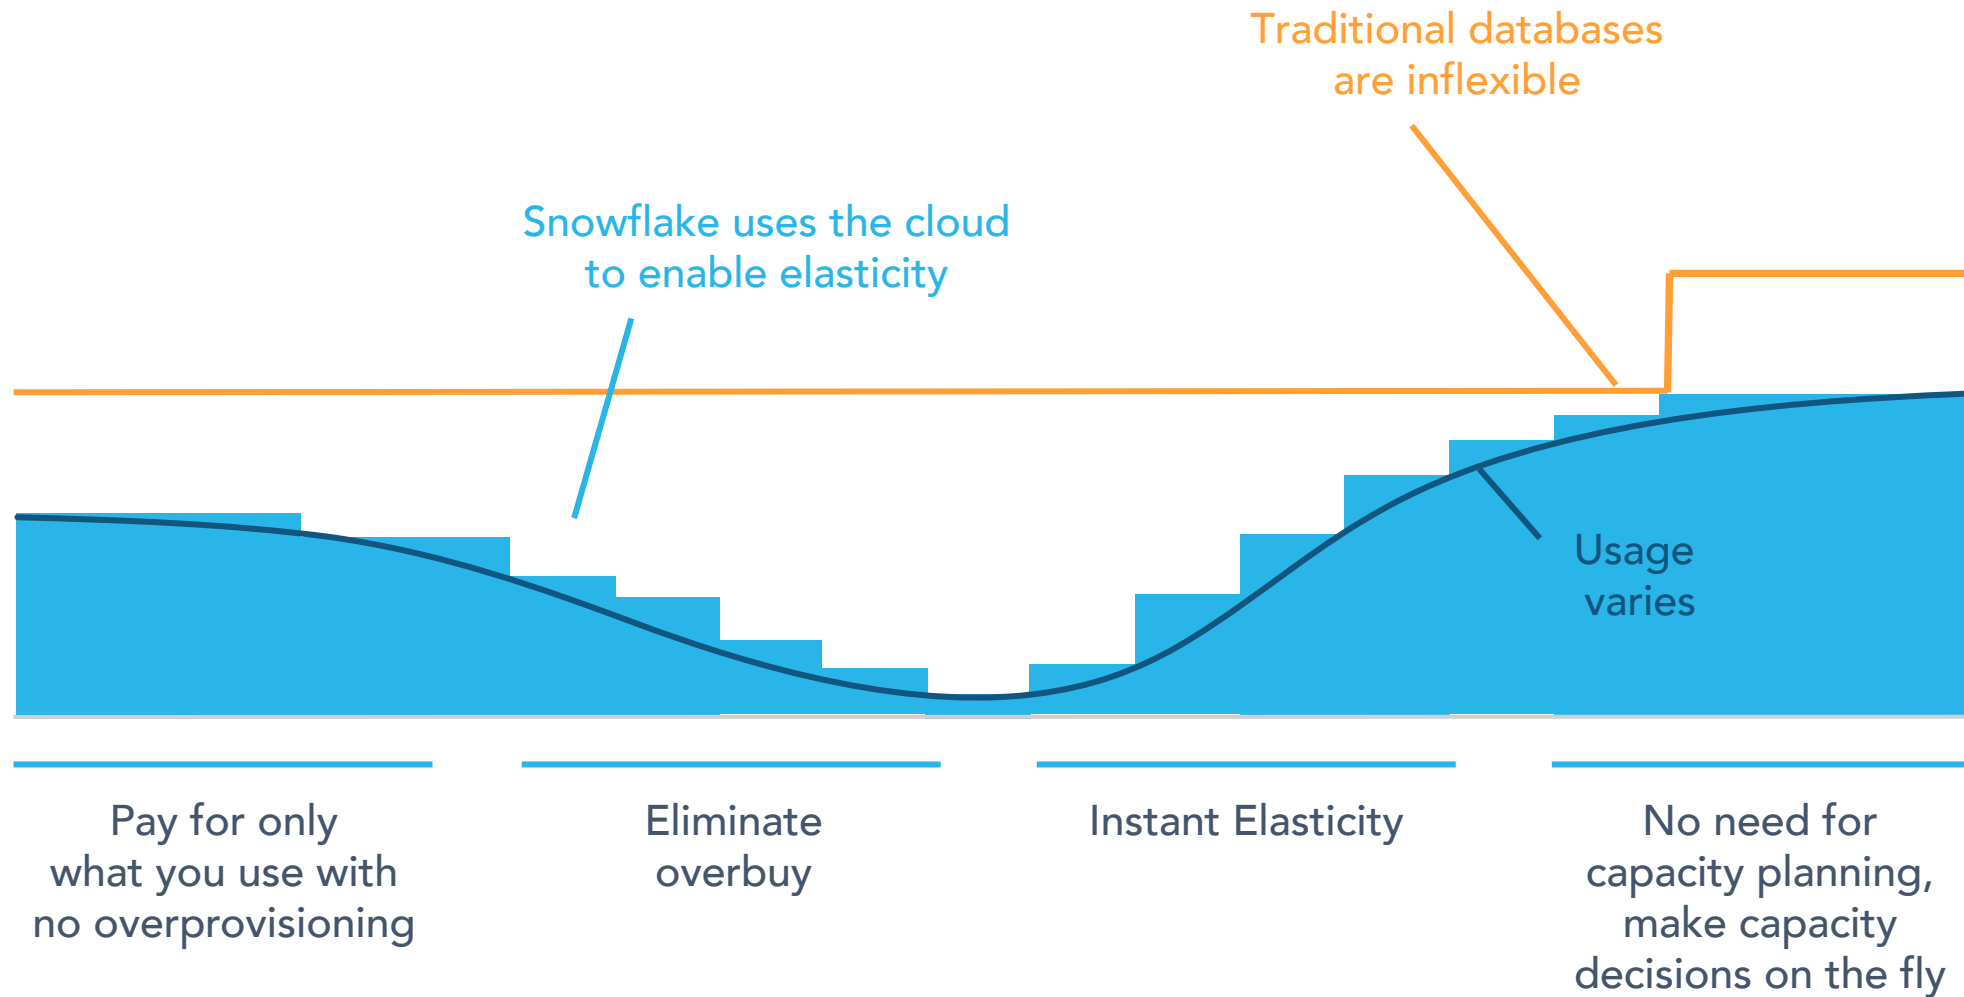 Traditional databases
are inflexible
Snowflake uses the cloud
to enable elasticity
Usage
varies
Pay for only
what you use with
no overprovisioning
Eliminate
overbuy
Instant Elasticity
No need for
capacity planning,
make capacity
decisions on the fly